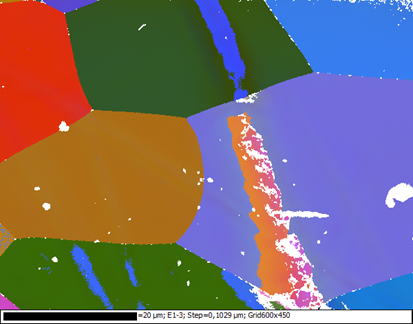 =20 µm; E1-3; Step=0,1029 µm; Grid600x450